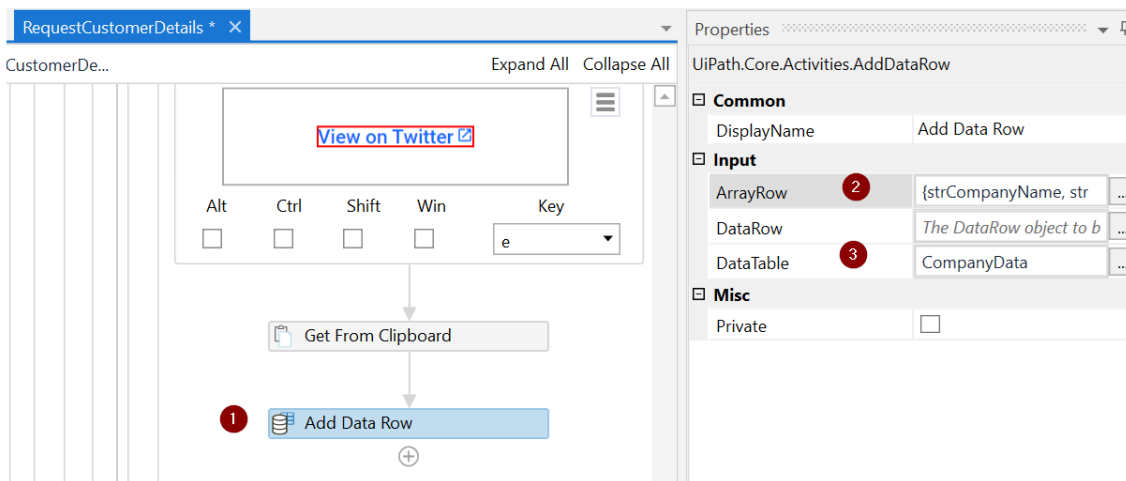 RequestCustomerDetails *
CustomerDe...
Expand All Collapse All
View on Twitter
Alt Ctrl Shift Win Key
e
Get From Clipboard
1
Add Data Row
Properties
UiPath.Core.Activities.AddDataRow
Common
DisplayName Add Data Row
Input
ArrayRow 2 {strCompanyName, str ...
DataRow The DataRow object to b ...
DataTable 3 CompanyData ...
Misc
Private